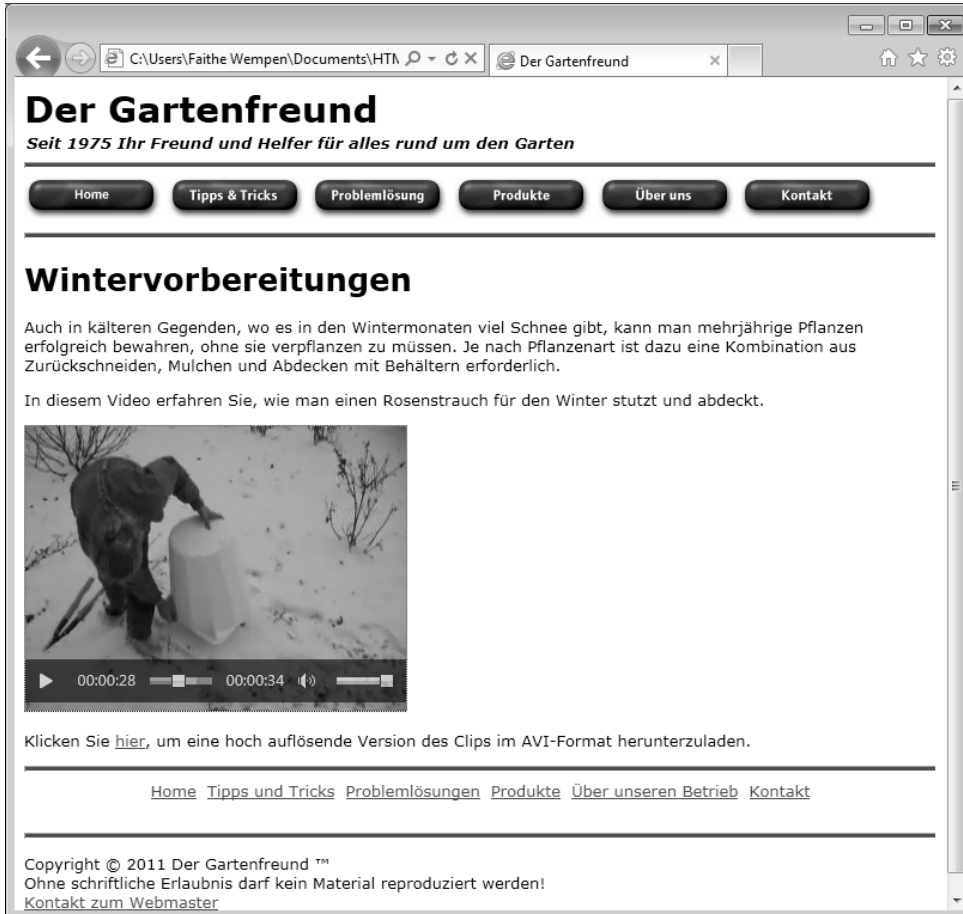 C:\Users\Faithe Wempen\Documents\HTM
Der Gartenfreund
Der Gartenfreund
Seit 1975 Ihr Freund und Helfer für alles rund um den Garten
Home Tipps & Tricks Problemlösung Produkte Über uns Kontakt
Wintervorbereitungen
Auch in kälteren Gegenden, wo es in den Wintermonaten viel Schnee gibt, kann man mehrjährige Pflanzen
erfolgreich bewahren, ohne sie verpflanzen zu müssen. Je nach Pflanzenart ist dazu eine Kombination aus
Zurückschneiden, Mulchen und Abdecken mit Behältern erforderlich.
In diesem Video erfahren Sie, wie man einen Rosenstrauch für den Winter stutzt und abdeckt.
00:00:28 00:00:34
Klicken Sie hier, um eine hoch auflösende Version des Clips im AVI-Format herunterzuladen.
Home Tipps und Tricks Problemlösungen Produkte Über unseren Betrieb Kontakt
Copyright © 2011 Der Gartenfreund ™
Ohne schriftliche Erlaubnis darf kein Material reproduziert werden!
Kontakt zum Webmaster